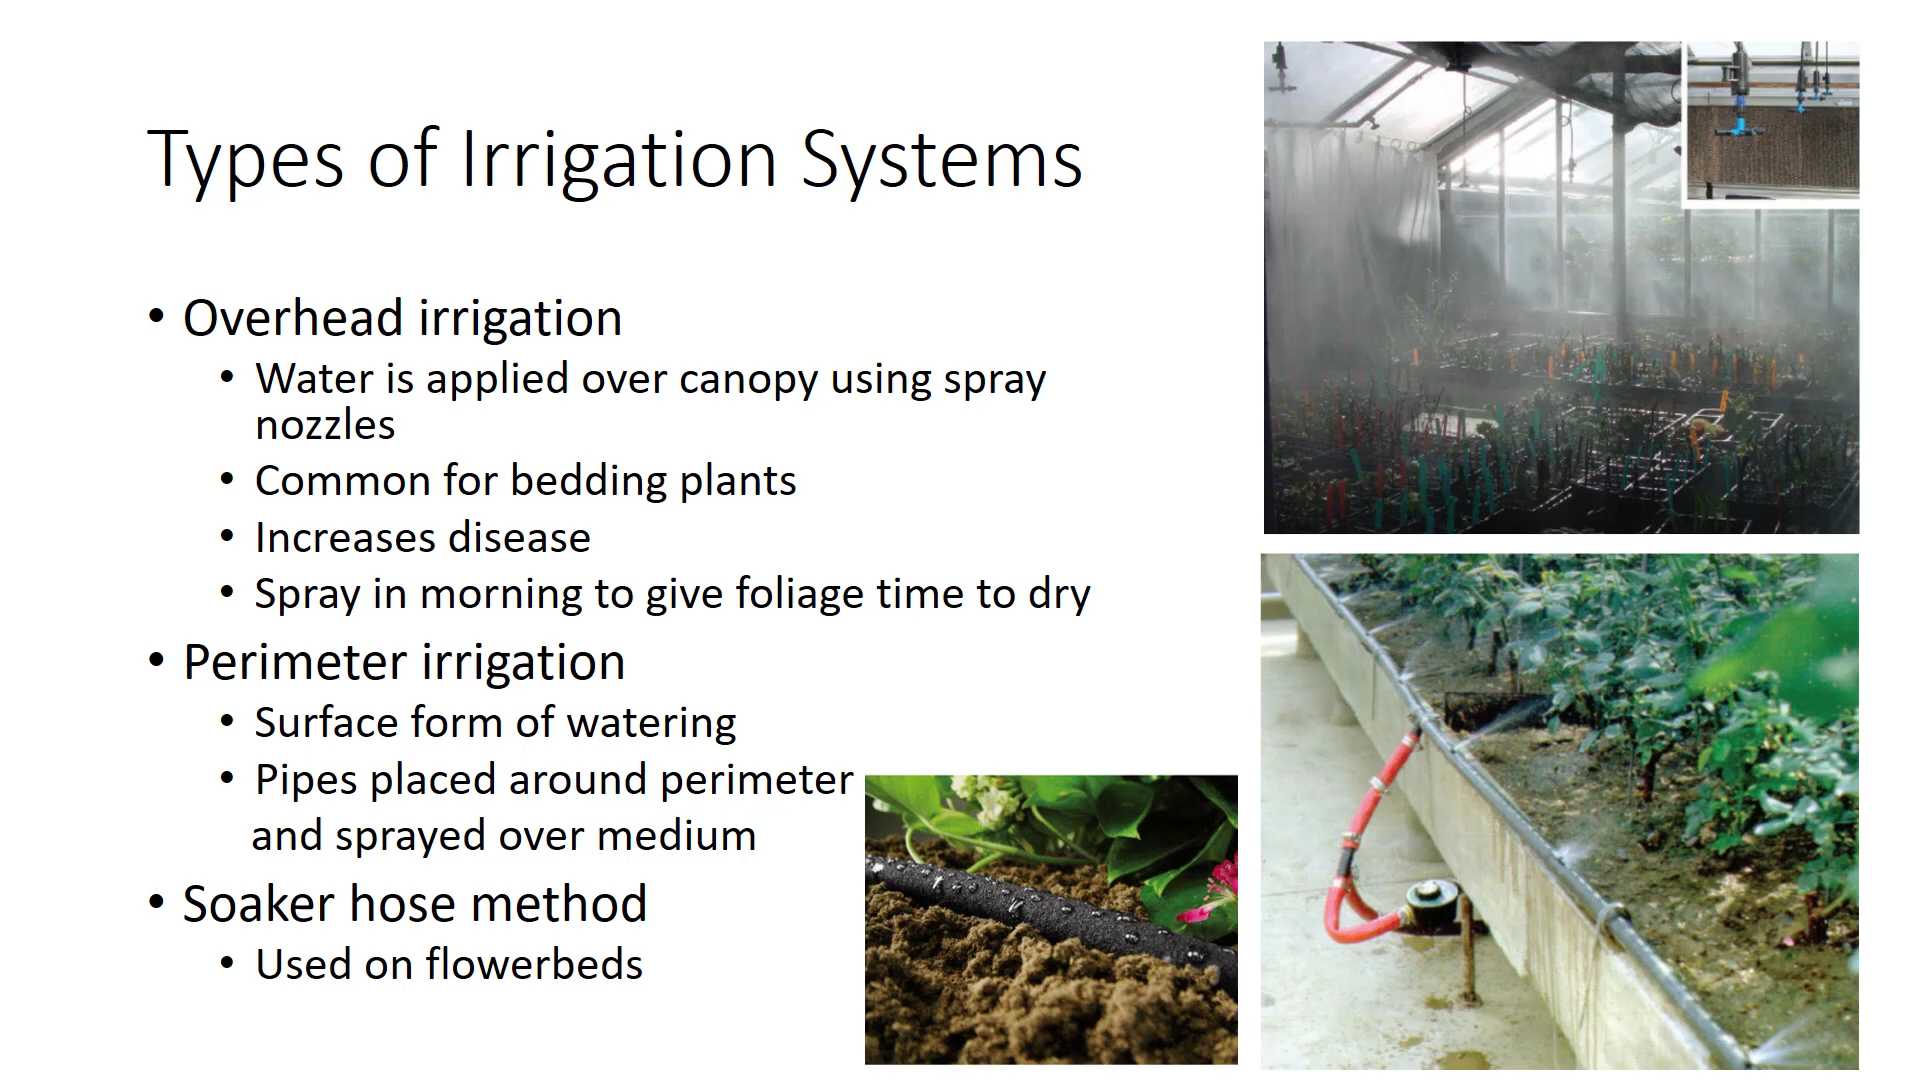 Types of Irrigation Systems
• Overhead irrigation
• Water is applied over canopy using spray
nozzles
• Common for bedding plants
• Increases disease
• Spray in morning to give foliage time to dry
• Perimeter irrigation
• Surface form of watering
• Pipes placed around perimeter
and sprayed over medium
• Soaker hose method
• Used on flowerbeds